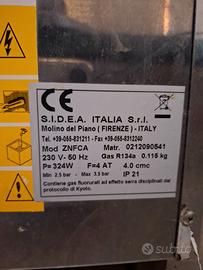 CE
S.I.D.E.A. ITALIA S.r.l.
Molino del Piano ( FIRENZE ) - ITALY
Tel. +39-055-831211 - Fax +39-055-8312240
Mod ZNFCA Matr. 0212090541
230 V- 50 Hz Gas R134a 0.115 kg
P=324W F=4 AT 4.0 cmc
Min 2.5 bar - Max 3.5 bar IP 21
Contiene gas fluorurati ad effetto serra disciplinati dal
protocollo di Kyoto.
subito